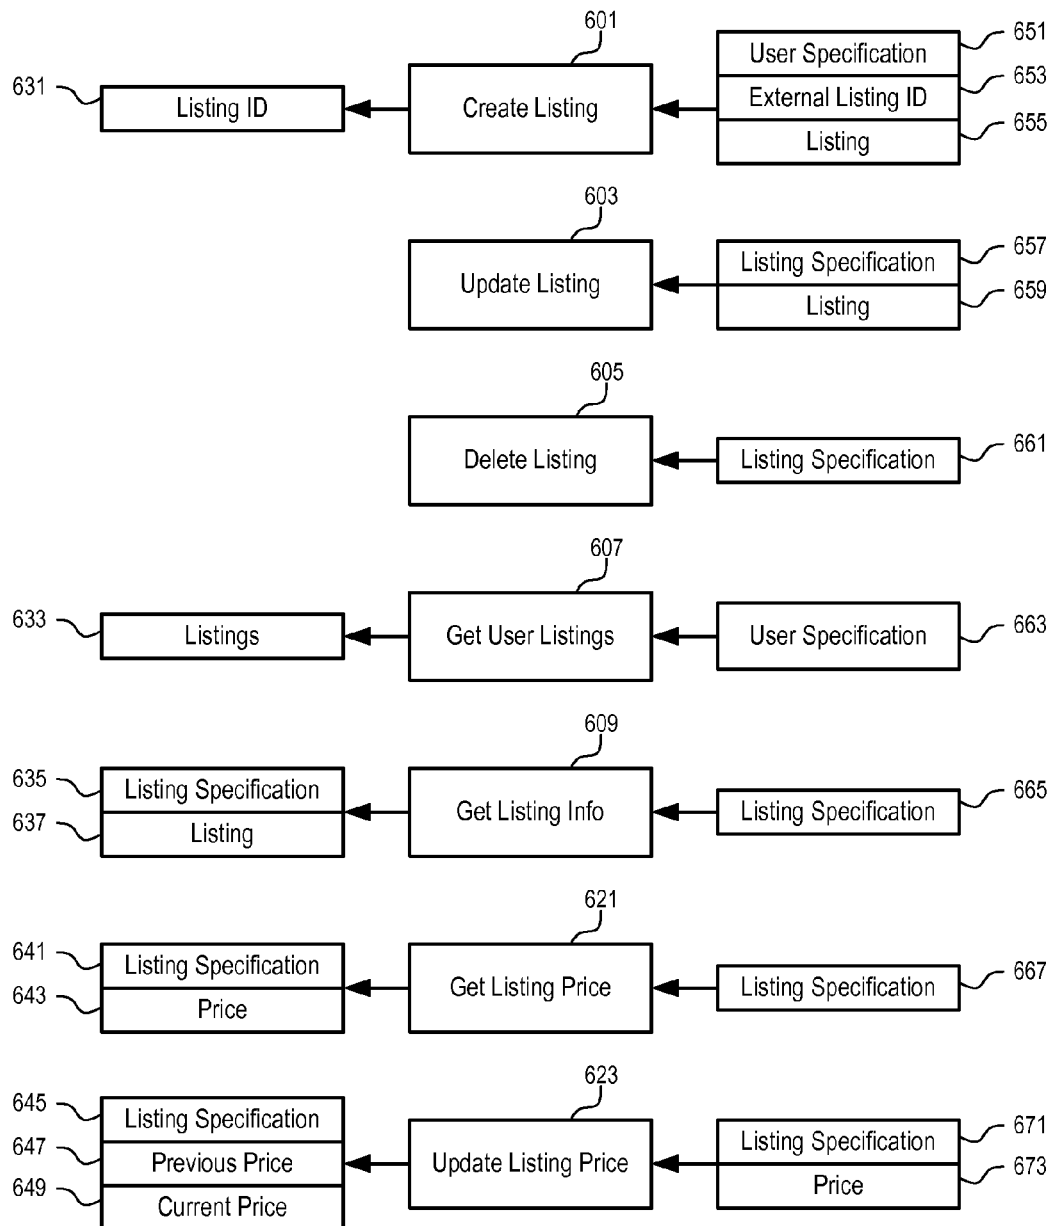 601
651
User Specification
631
Listing ID
Create Listing
External Listing ID
653
Listing
655
603
657
Update Listing
Listing Specification
Listing
659
605
Delete Listing
Listing Specification
661
607
633
Listings
Get User Listings
User Specification
663
609
635
Listing Specification
637
Listing
Get Listing Info
Listing Specification
665
621
641
Listing Specification
643
Price
Get Listing Price
Listing Specification
667
623
645
Listing Specification
647
Previous Price
649
Current Price
Update Listing Price
671
Listing Specification
673
Price